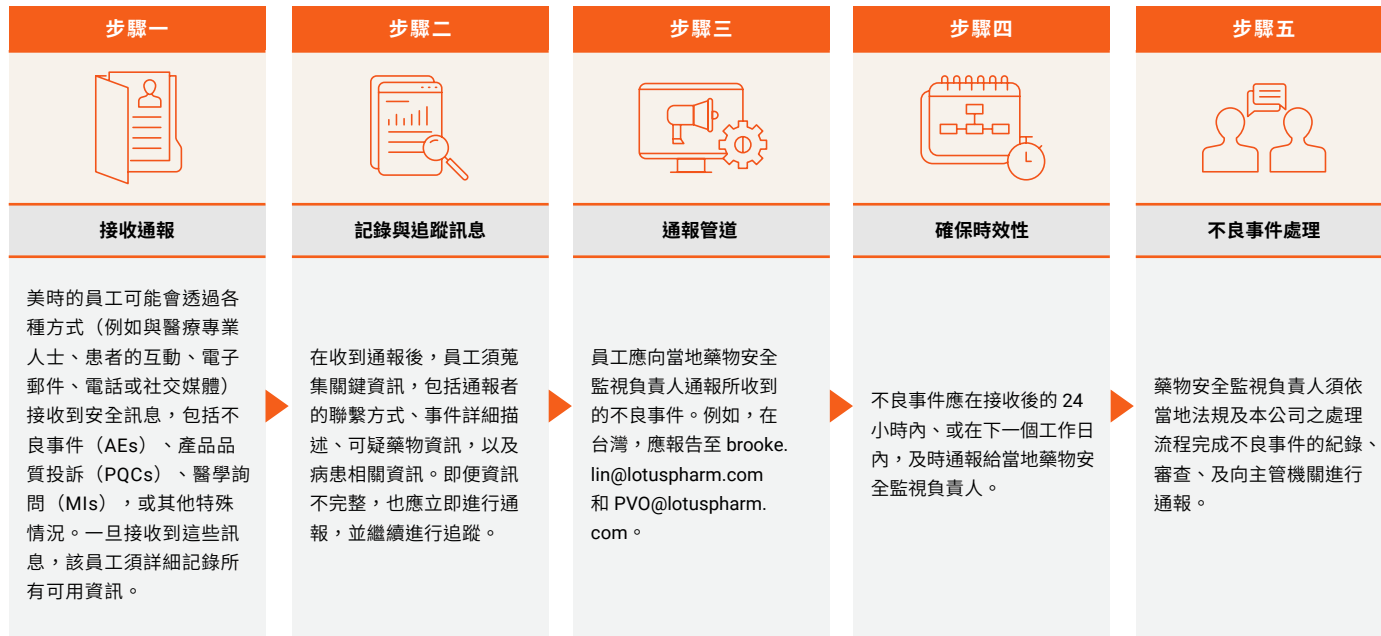 步驟一
接收通報
美時的員工可能會透過各
種方式（例如與醫療專業
人士、患者的互動、電子
郵件、電話或社交媒體）
接收到安全訊息，包括不
良事件（AEs）、產品品
質投訴（PQCs）、醫學詢
問（MIs），或其他特殊
情況。一旦接收到這些訊
息，該員工須詳細記錄所
有可用資訊。
步驟二
記錄與追蹤訊息
在收到通報後，員工須蒐
集關鍵資訊，包括通報者
的聯繫方式、事件詳細描
述、可疑藥物資訊，以及
病患相關資訊。即便資訊
不完整，也應立即進行通
報，並繼續進行追蹤。
步驟三
通報管道
員工應向當地藥物安全
監視負責人通報所收到
的不良事件。例如，在
台灣，應報告至 brooke.
lin@lotuspharm.com
和 PVO@lotuspharm.
com。
步驟四
確保時效性
不良事件應在接收後的 24
小時內、或在下一個工作日
內，及時通報給當地藥物安
全監視負責人。
步驟五
不良事件處理
藥物安全監視負責人須依
當地法規及本公司之處理
流程完成不良事件的紀錄、
審查、及向主管機關進行
通報。